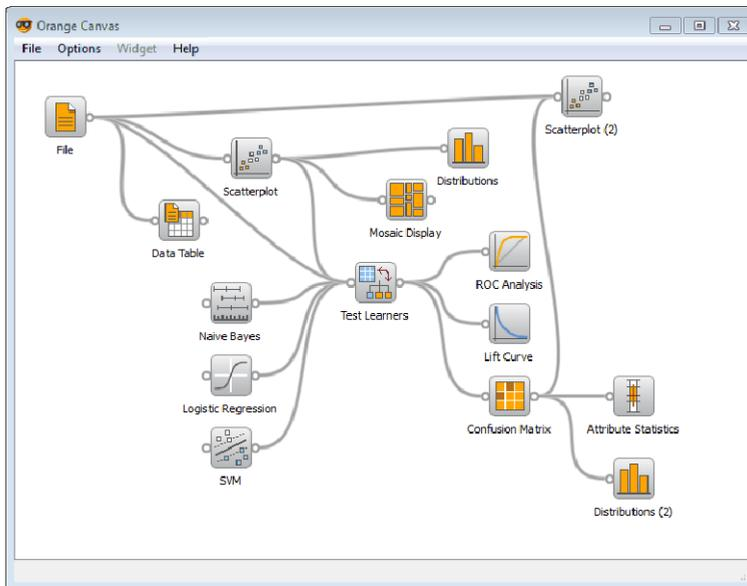 Orange Canvas
File Options Widget Help
File
Scatterplot (2)
Scatterplot
Distributions
Mosaic Display
Data Table
ROC Analysis
Test Learners
Naive Bayes
Lift Curve
Logistic Regression
Confusion Matrix
Attribute Statistics
SVM
Distributions (2)